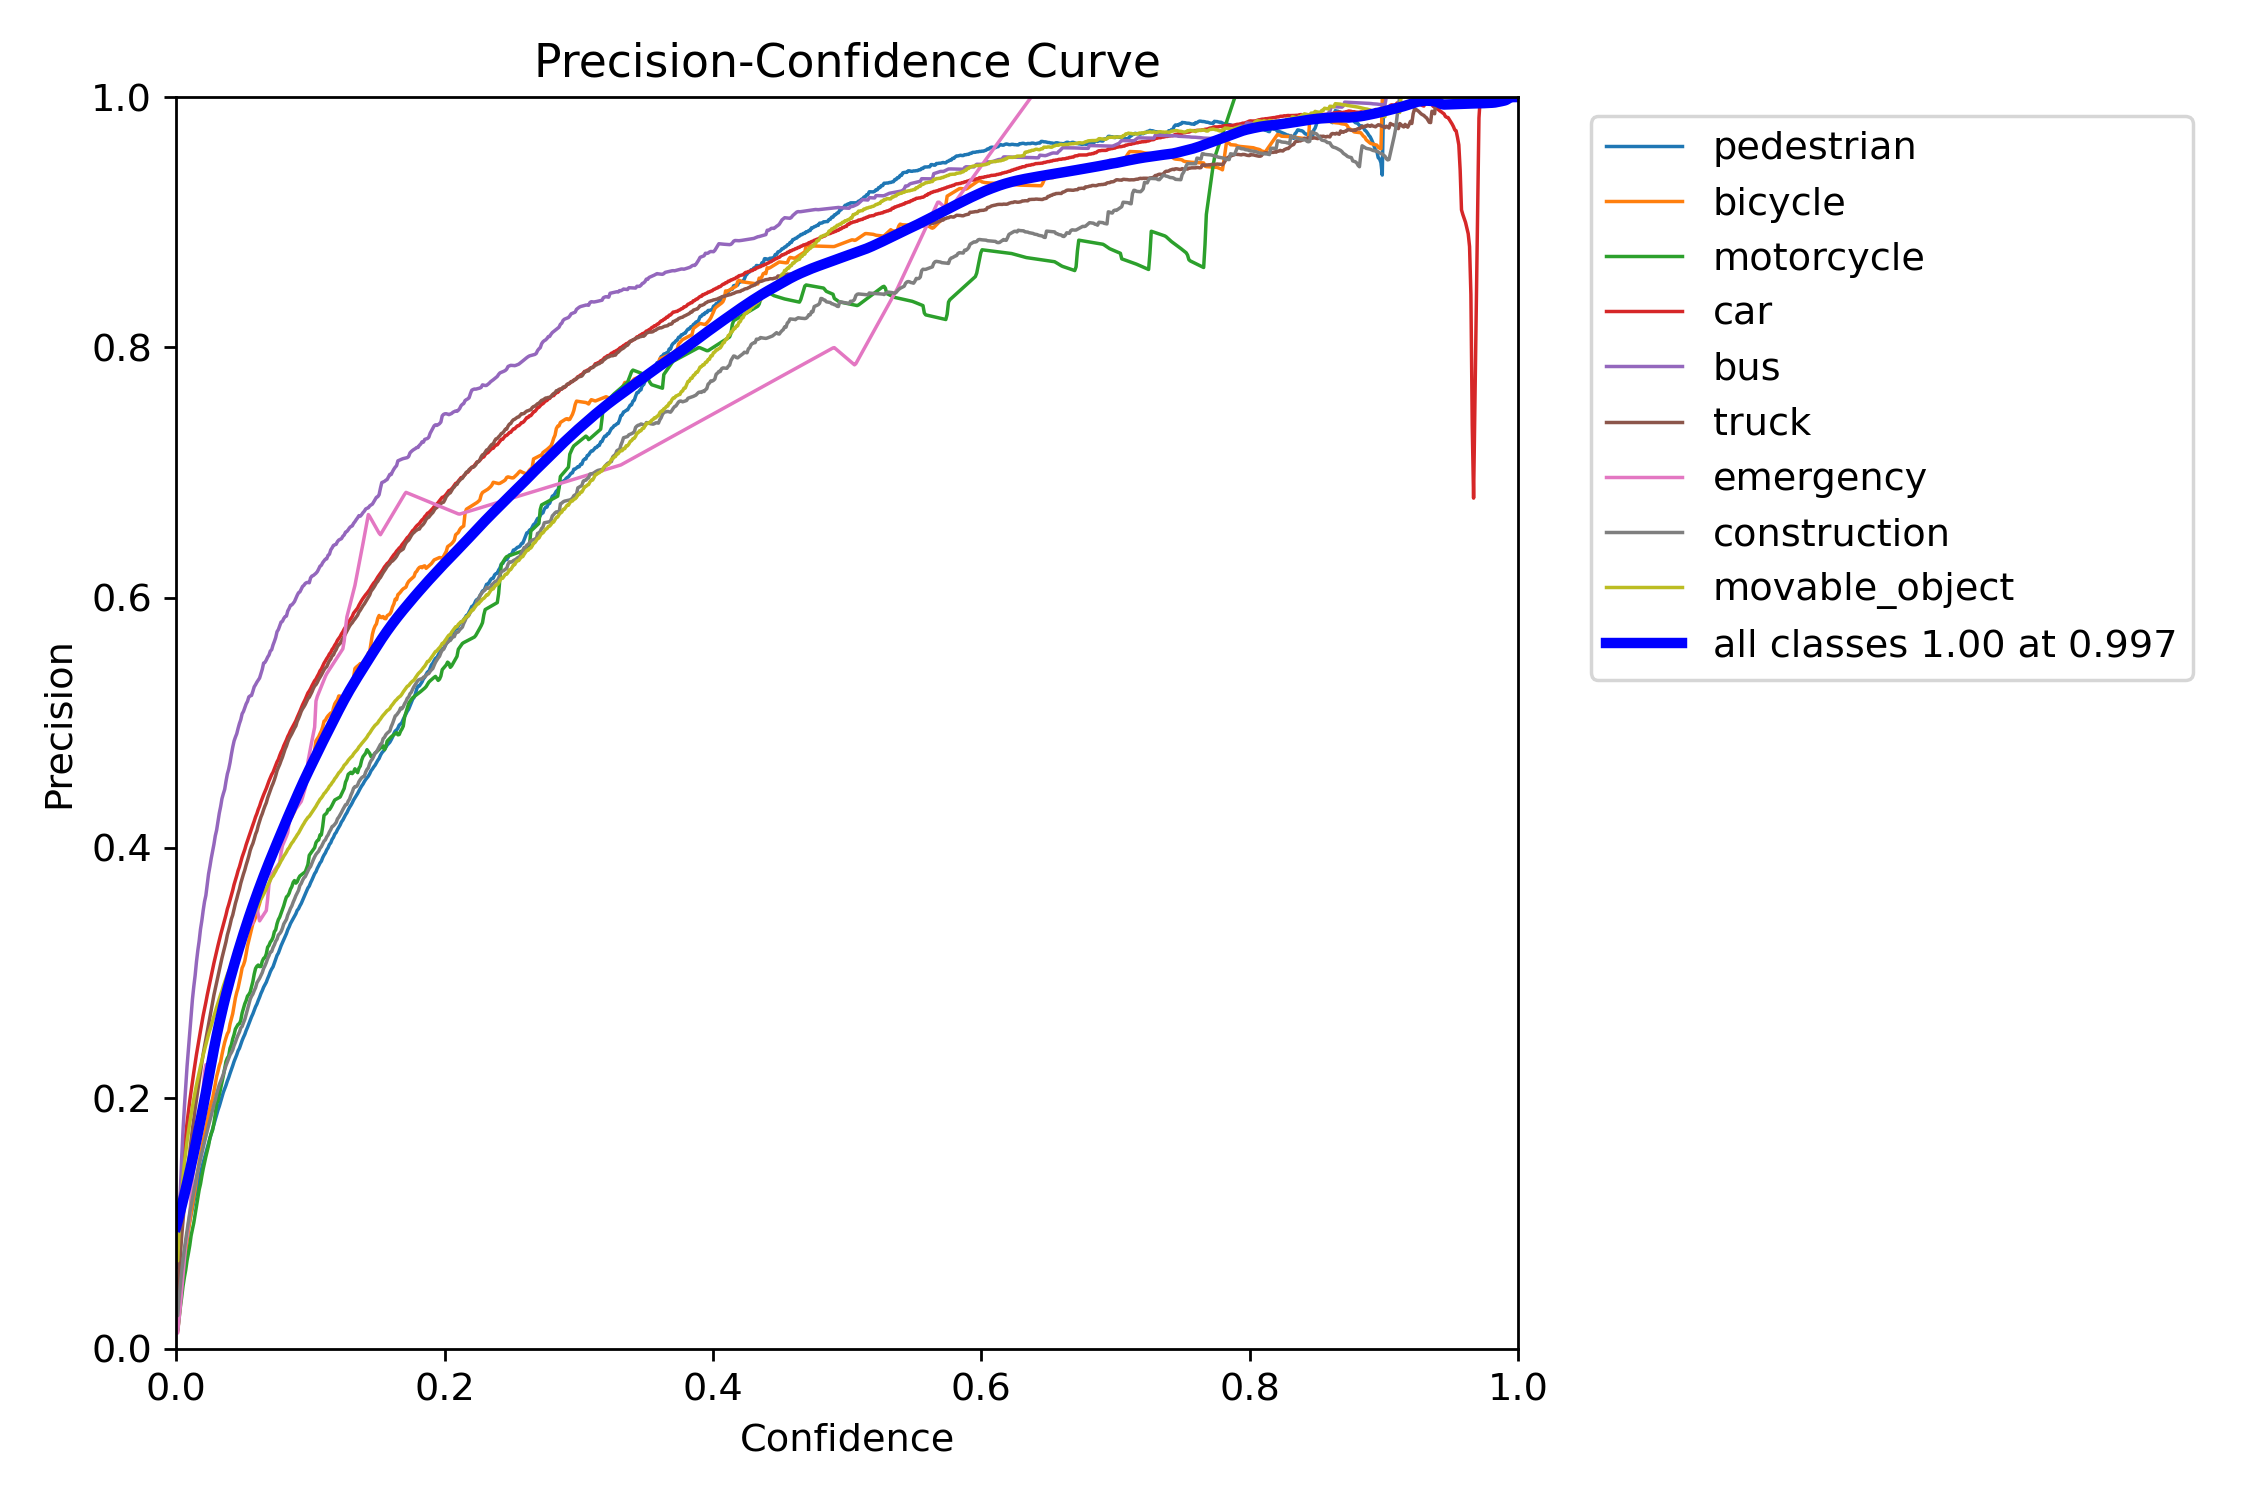 Precision-Confidence Curve
1.0
0.8
0.6
0.4
0.2
0.0
Precision
0.0 0.2 0.4 0.6 0.8 1.0
Confidence
pedestrian
bicycle
motorcycle
car
bus
truck
emergency
construction
movable_object
all classes 1.00 at 0.997